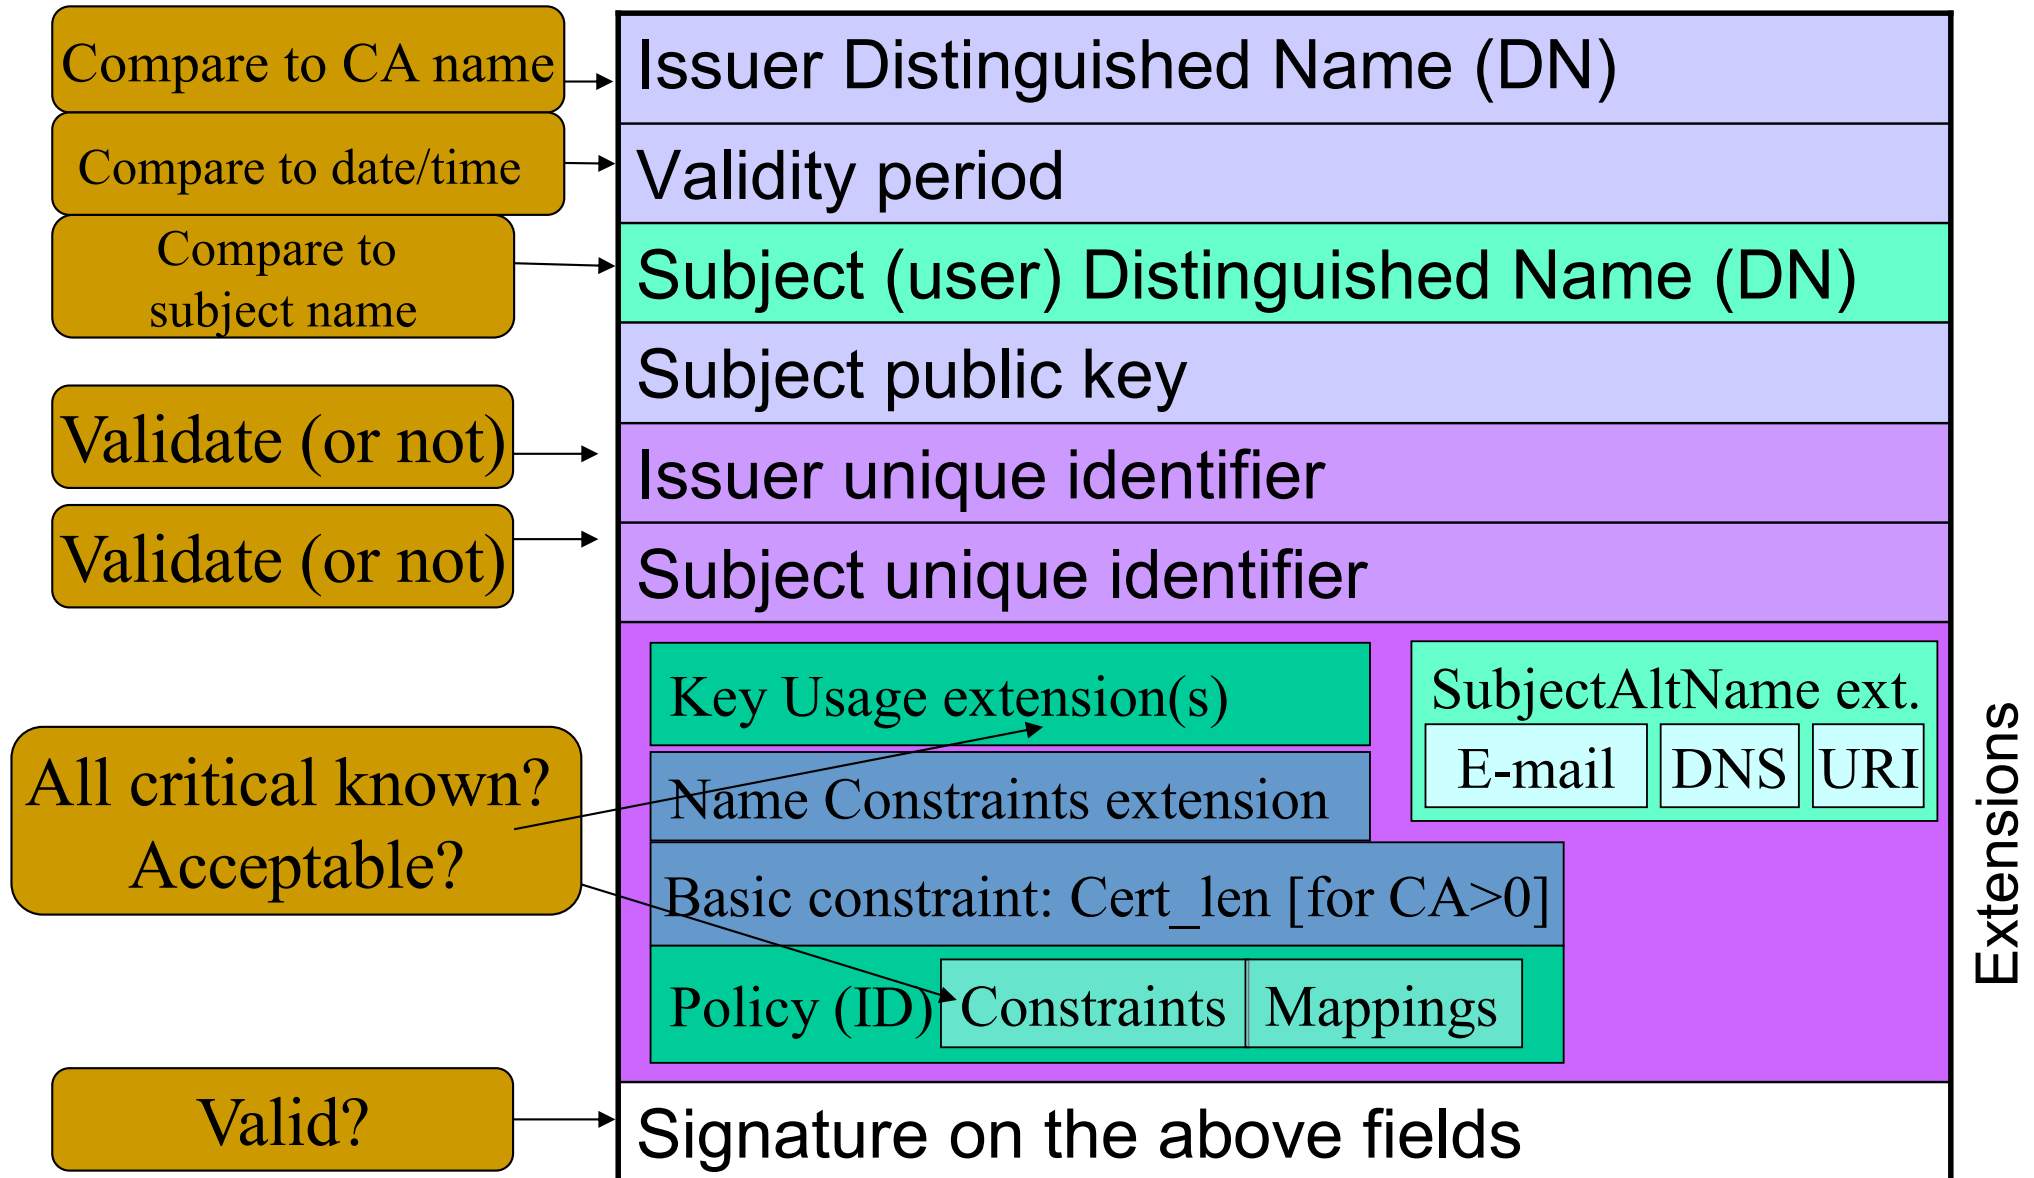 Compare to CA name
Issuer Distinguished Name (DN)
Compare to date/time
Validity period
Compare to
subject name
Subject (user) Distinguished Name (DN)
Subject public key
Validate (or not)
Issuer unique identifier
Validate (or not)
Subject unique identifier
Key Usage extension(s)
SubjectAltName ext.
E-mail
DNS
URI
All critical known?
Acceptable?
Name Constraints extension
Basic constraint: Cert_len [for CA>0]
Policy (ID)
Constraints
Mappings
Extensions
Valid?
Signature on the above fields